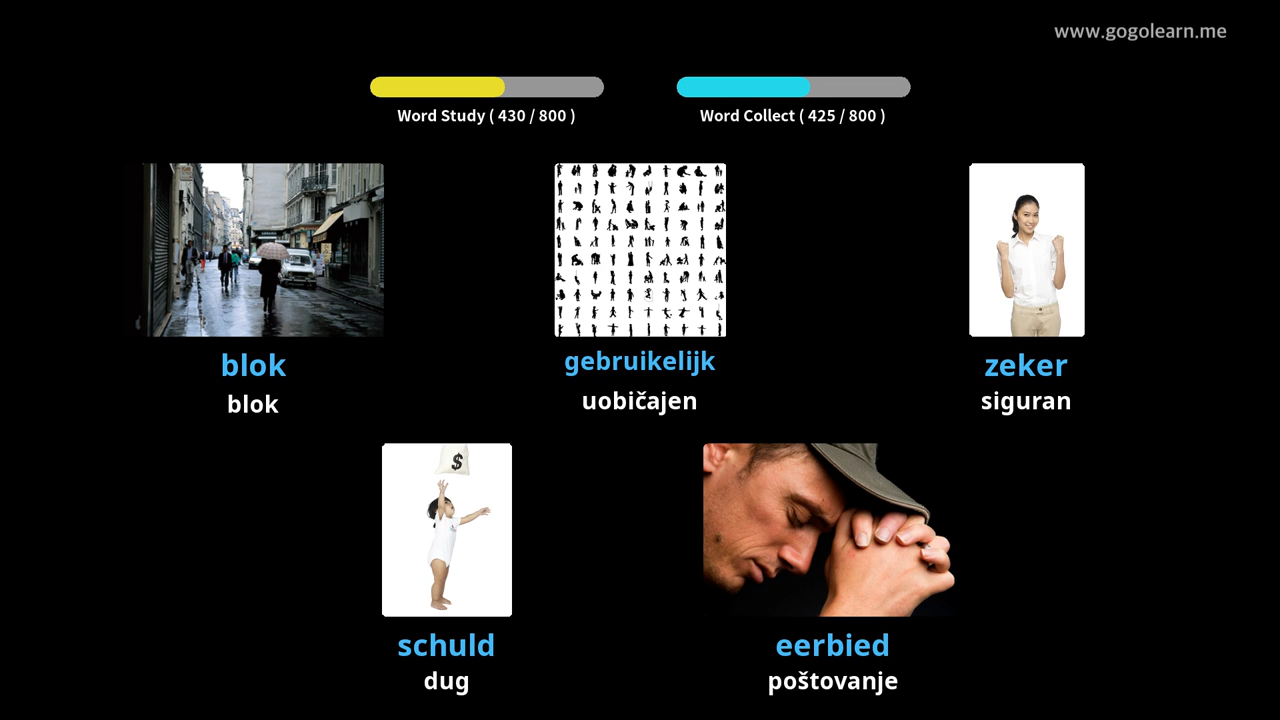 www.gogolearn.me
Word Study ( 430 / 800 )
Word Collect ( 425 / 800 )
blok
blok
gebruikelijk
uobičajen
zeker
siguran
$
schuld
dug
eerbied
poštovanje